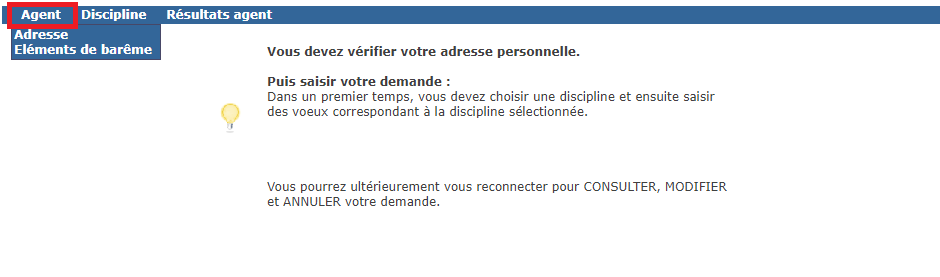 Agent Discipline Résultats agent
Adresse
Eléments de barême
Vous devez vérifier votre adresse personnelle.
Puis saisir votre demande :
Dans un premier temps, vous devez choisir une discipline et ensuite saisir
des voeux correspondant à la discipline sélectionnée.
Vous pourrez ultérieurement vous reconnecter pour CONSULTER, MODIFIER
et ANNULER votre demande.